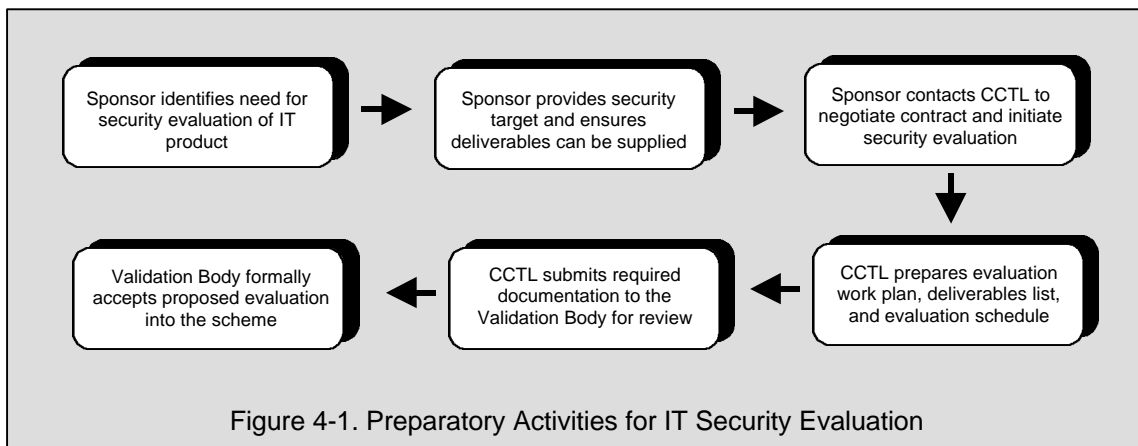 Sponsor identifies need for
security evaluation of IT
product
Sponsor provides security
target and ensures
deliverables can be supplied
Sponsor contacts CCTL to
negotiate contract and initiate
security evaluation
CCTL prepares evaluation
work plan, deliverables list,
and evaluation schedule
CCTL submits required
documentation to the
Validation Body for review
Validation Body formally
accepts proposed evaluation
into the scheme
Figure 4-1. Preparatory Activities for IT Security Evaluation